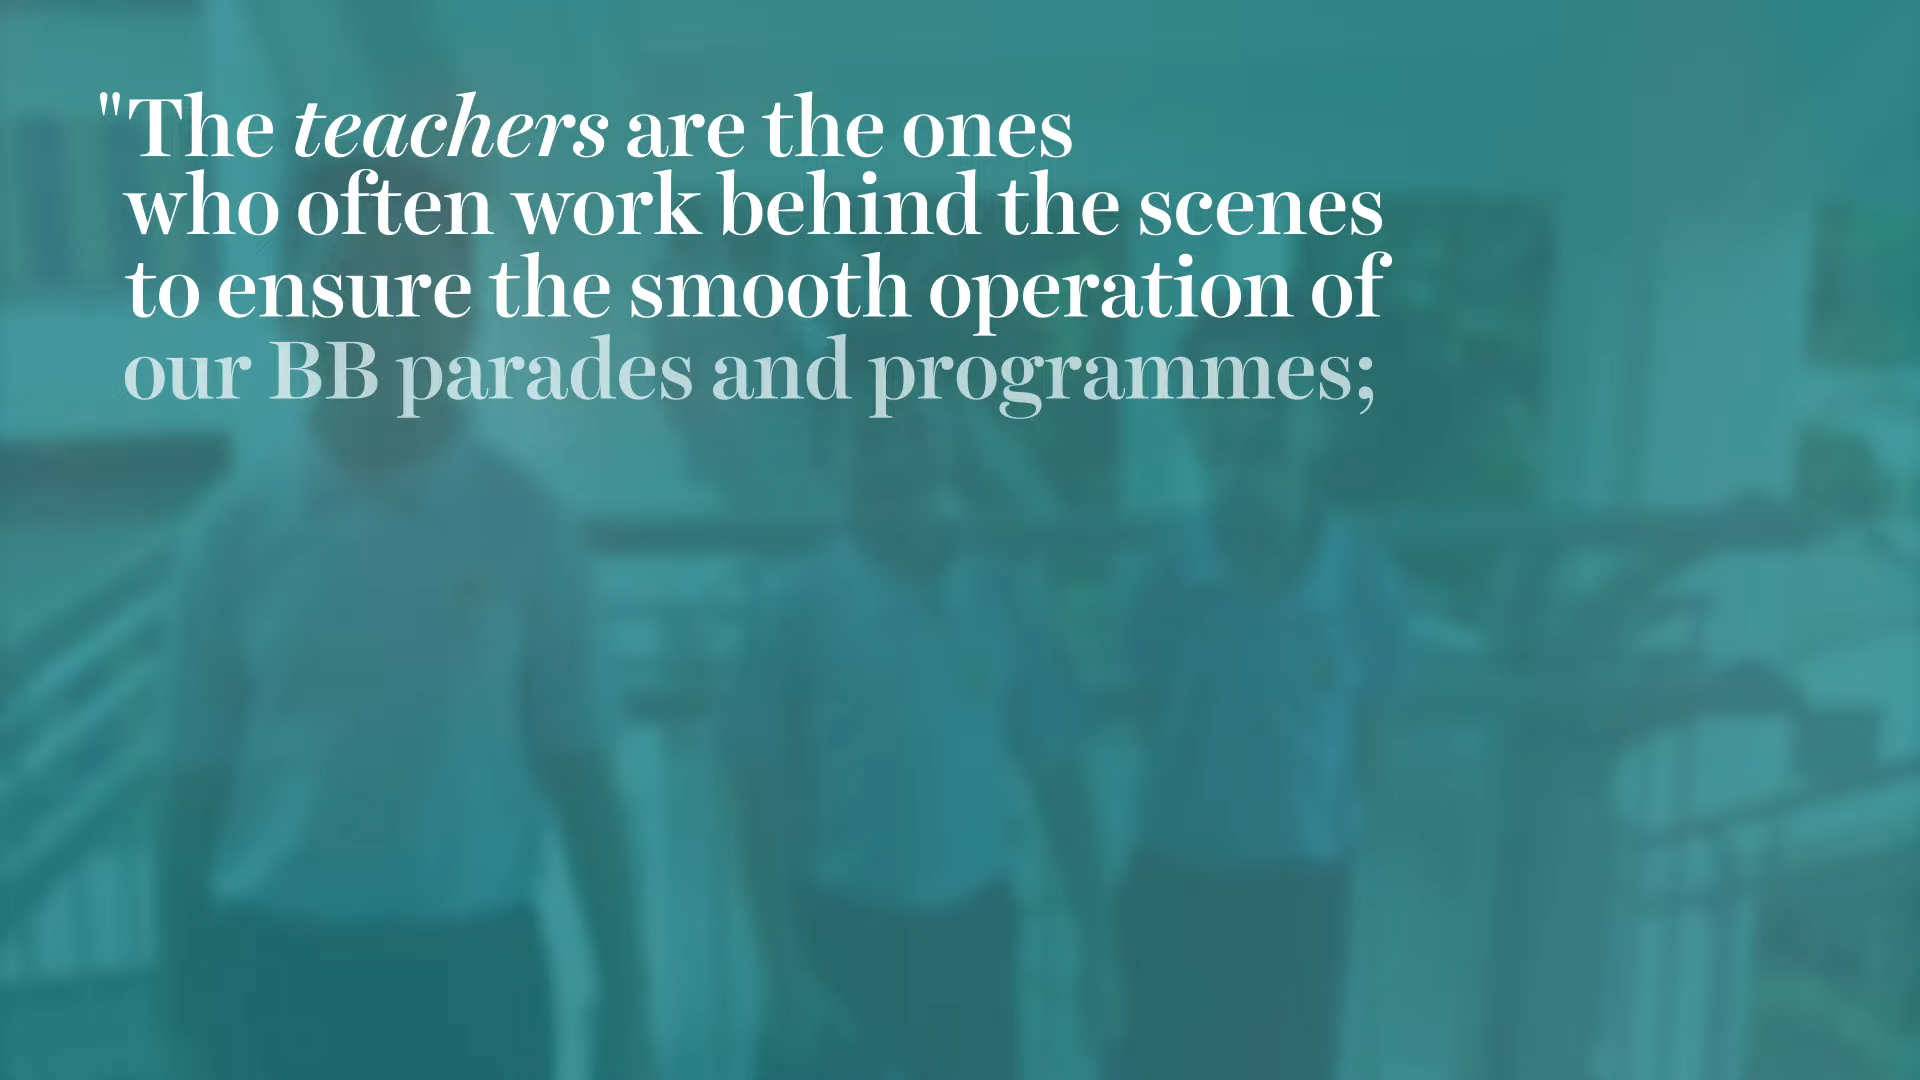 "The teachers are the ones
who often work behind the scenes
to ensure the smooth operation of
our BB parades and programmes;